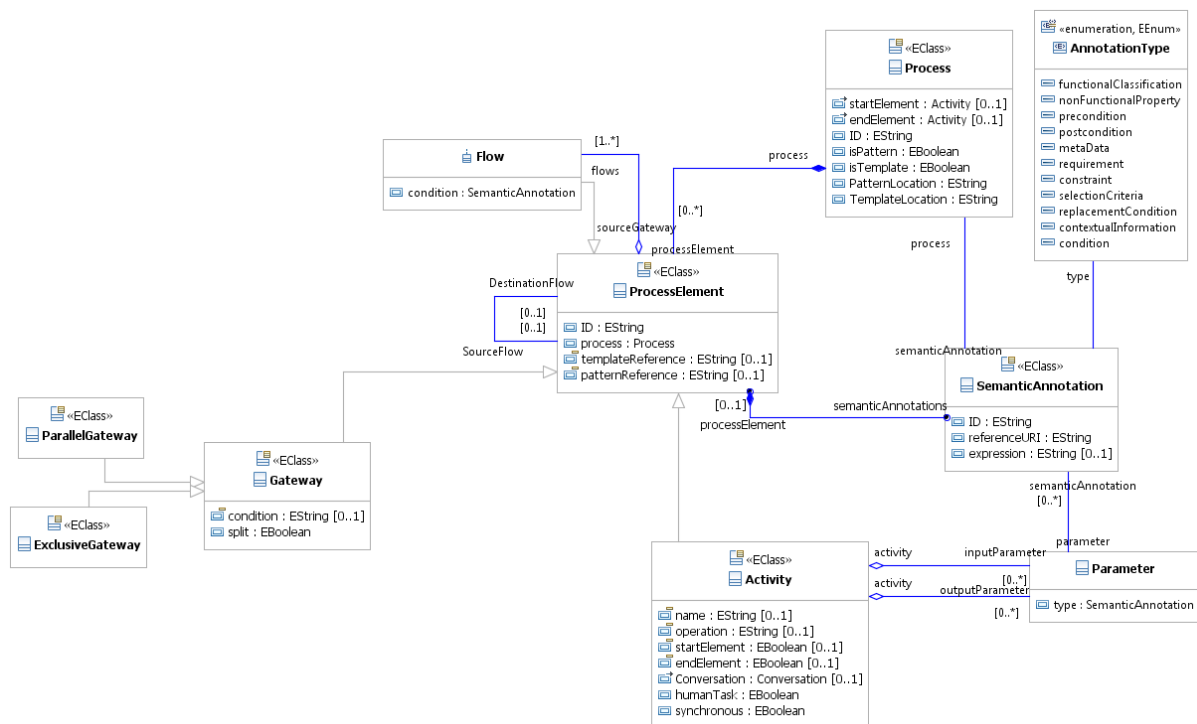 «enumeration, EEnum»
AnnotationType
functionalClassification
nonFunctionalProperty
precondition
postcondition
metaData
requirement
constraint
selectionCriteria
replacementCondition
contextualInformation
condition
«EClass»
Process
startElement : Activity [0..1]
endElement : Activity [0..1]
ID : EString
isPattern : EBoolean
isTemplate : EBoolean
PatternLocation : EString
TemplateLocation : EString
Flow
condition : SemanticAnnotation
[1..*]
flows
process
[0..*]
sourceGateway
processElement
process
type
«EClass»
ProcessElement
ID : EString
process : Process
templateReference : EString [0..1]
patternReference : EString [0..1]
DestinationFlow
[0..1]
[0..1]
SourceFlow
semanticAnnotation
«EClass»
SemanticAnnotation
ID : EString
referenceURI : EString
expression : EString [0..1]
[0..1]
processElement
semanticAnnotations
«EClass»
ParallelGateway
«EClass»
Gateway
condition : EString [0..1]
split : EBoolean
«EClass»
ExclusiveGateway
semanticAnnotation
[0..*]
parameter
«EClass»
Activity
name : EString [0..1]
operation : EString [0..1]
startElement : EBoolean [0..1]
endElement : EBoolean [0..1]
Conversation : Conversation [0..1]
humanTask : EBoolean
synchronous : EBoolean
activity
inputParameter
[0..*]
activity
outputParameter
[0..*]
Parameter
type : SemanticAnnotation